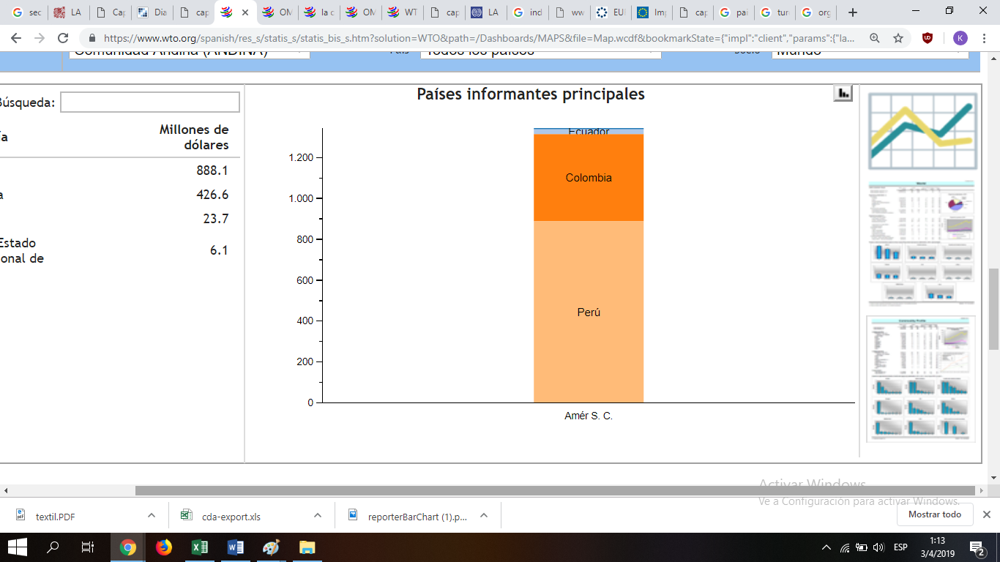 sec
LA
Cap
Dia
cap
OM
la c
OM
WT
cap
LA
ind
ww
EU
Imp
cap
pa
tur
org
https://www.wto.org/spanish/res_s/statis_s/statis_bis_s.htm?solution=WTO&path=/Dashboards/MAPS&file=Map.wcdf&bookmarkState={"impl":"client","params":{"la...
K
Comunidad Andina (ANDINA)
País
Todos los países
Socio
Mundo
Búsqueda:
ía
Millones de
dólares
888.1
a
426.6
23.7
Estado
onal de
6.1
Países informantes principales
1.200
1.000
800
600
400
200
0
Ecuador
Colombia
Perú
Amér S. C.
Activar Windows
Ve a Configuración para activar Windows.
textil.PDF
cda-export.xls
reporterBarChart (1).p...
Mostrar todo
ESP
1:13
3/4/2019
2